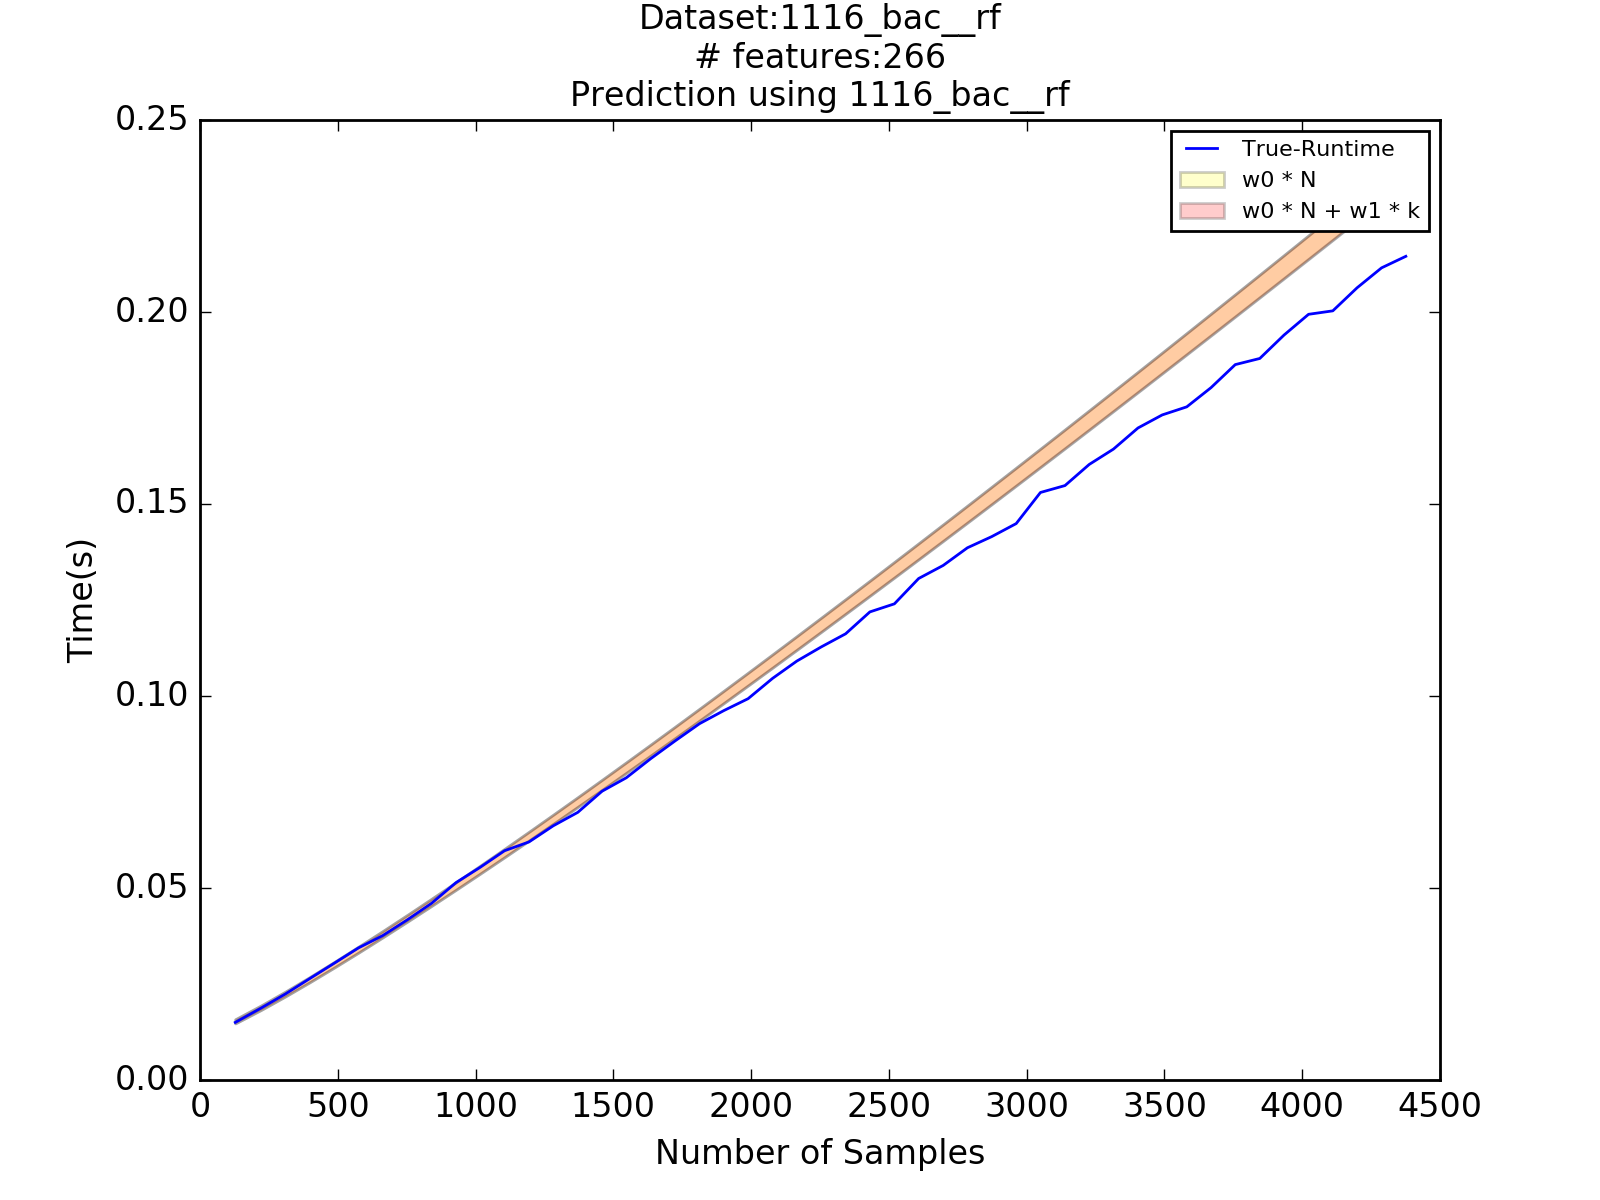 Dataset:1116_bac__rf
# features:266
Prediction using 1116_bac__rf
0.25
0.20
0.15
0.10
0.05
0.00
Time(s)
True-Runtime
w0 * N
w0 * N + w1 * k
0 500 1000 1500 2000 2500 3000 3500 4000 4500
Number of Samples